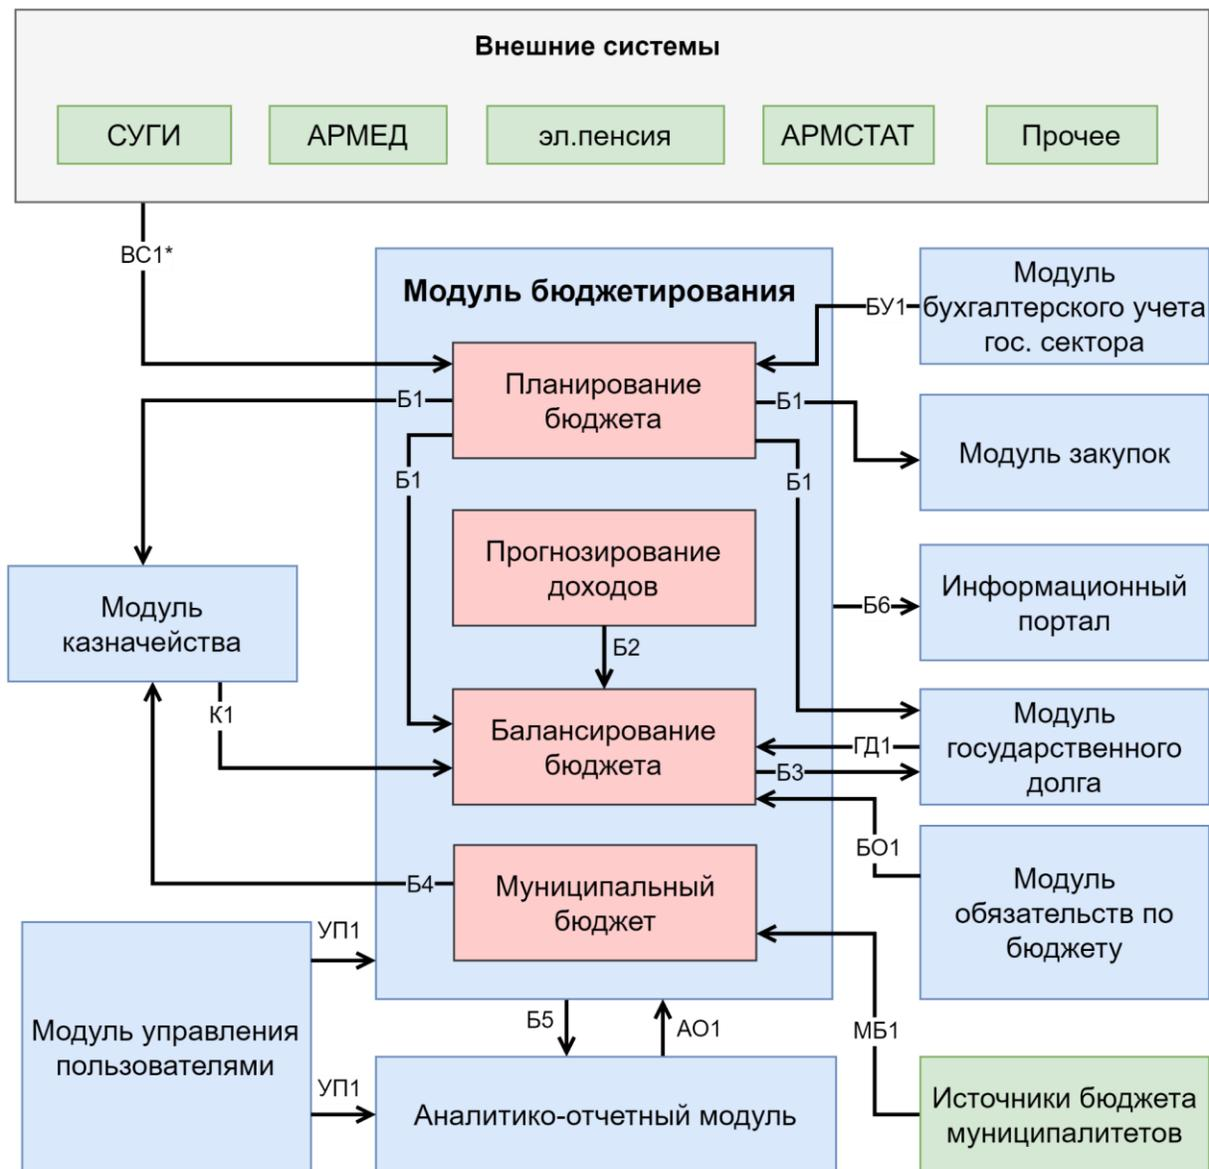 Внешние системы
СУГИ
АРМЕД
эл.пенсия
АРМСТАТ
Прочее
ВС1*
Модуль бюджетирования
БУ1
Модуль
бухгалтерского учета
гос. сектора
Планирование
бюджета
Б1
Б1
Б1
Б1
Модуль закупок
Прогнозирование
доходов
Б2
Б6
Информационный
портал
Модуль
казначейства
К1
Балансирование
бюджета
ГД1
Б3
Модуль
государственного
долга
БО1
Модуль
обязательств по
бюджету
Муниципальный
бюджет
Б4
УП1
Модуль управления
пользователями
УП1
Б5
АО1
МБ1
Аналитико-отчетный модуль
Источники бюджета
муниципалитетов